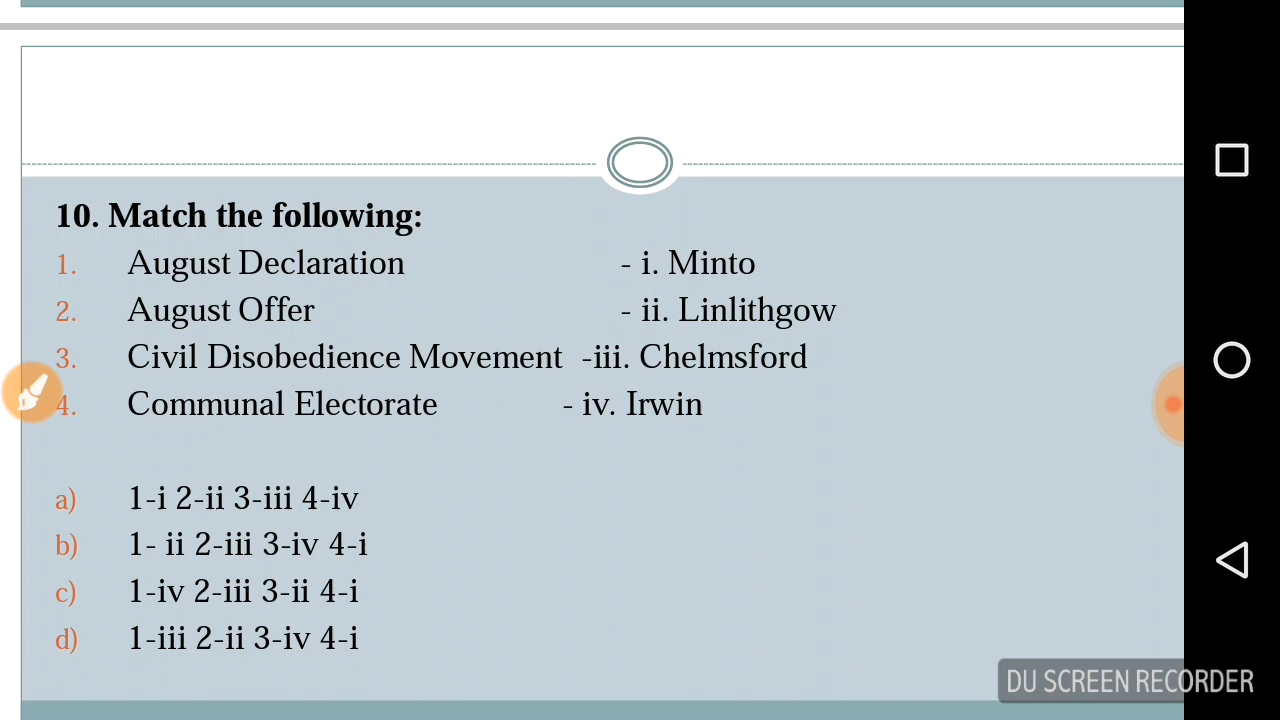 10. Match the following:
1. August Declaration - i. Minto
2. August Offer - ii. Linlithgow
3. Civil Disobedience Movement -iii. Chelmsford
4. Communal Electorate - iv. Irwin
a) 1-i 2-ii 3-iii 4-iv
b) 1- ii 2-iii 3-iv 4-i
c) 1-iv 2-iii 3-ii 4-i
d) 1-iii 2-ii 3-iv 4-i
DU SCREEN RECORDER